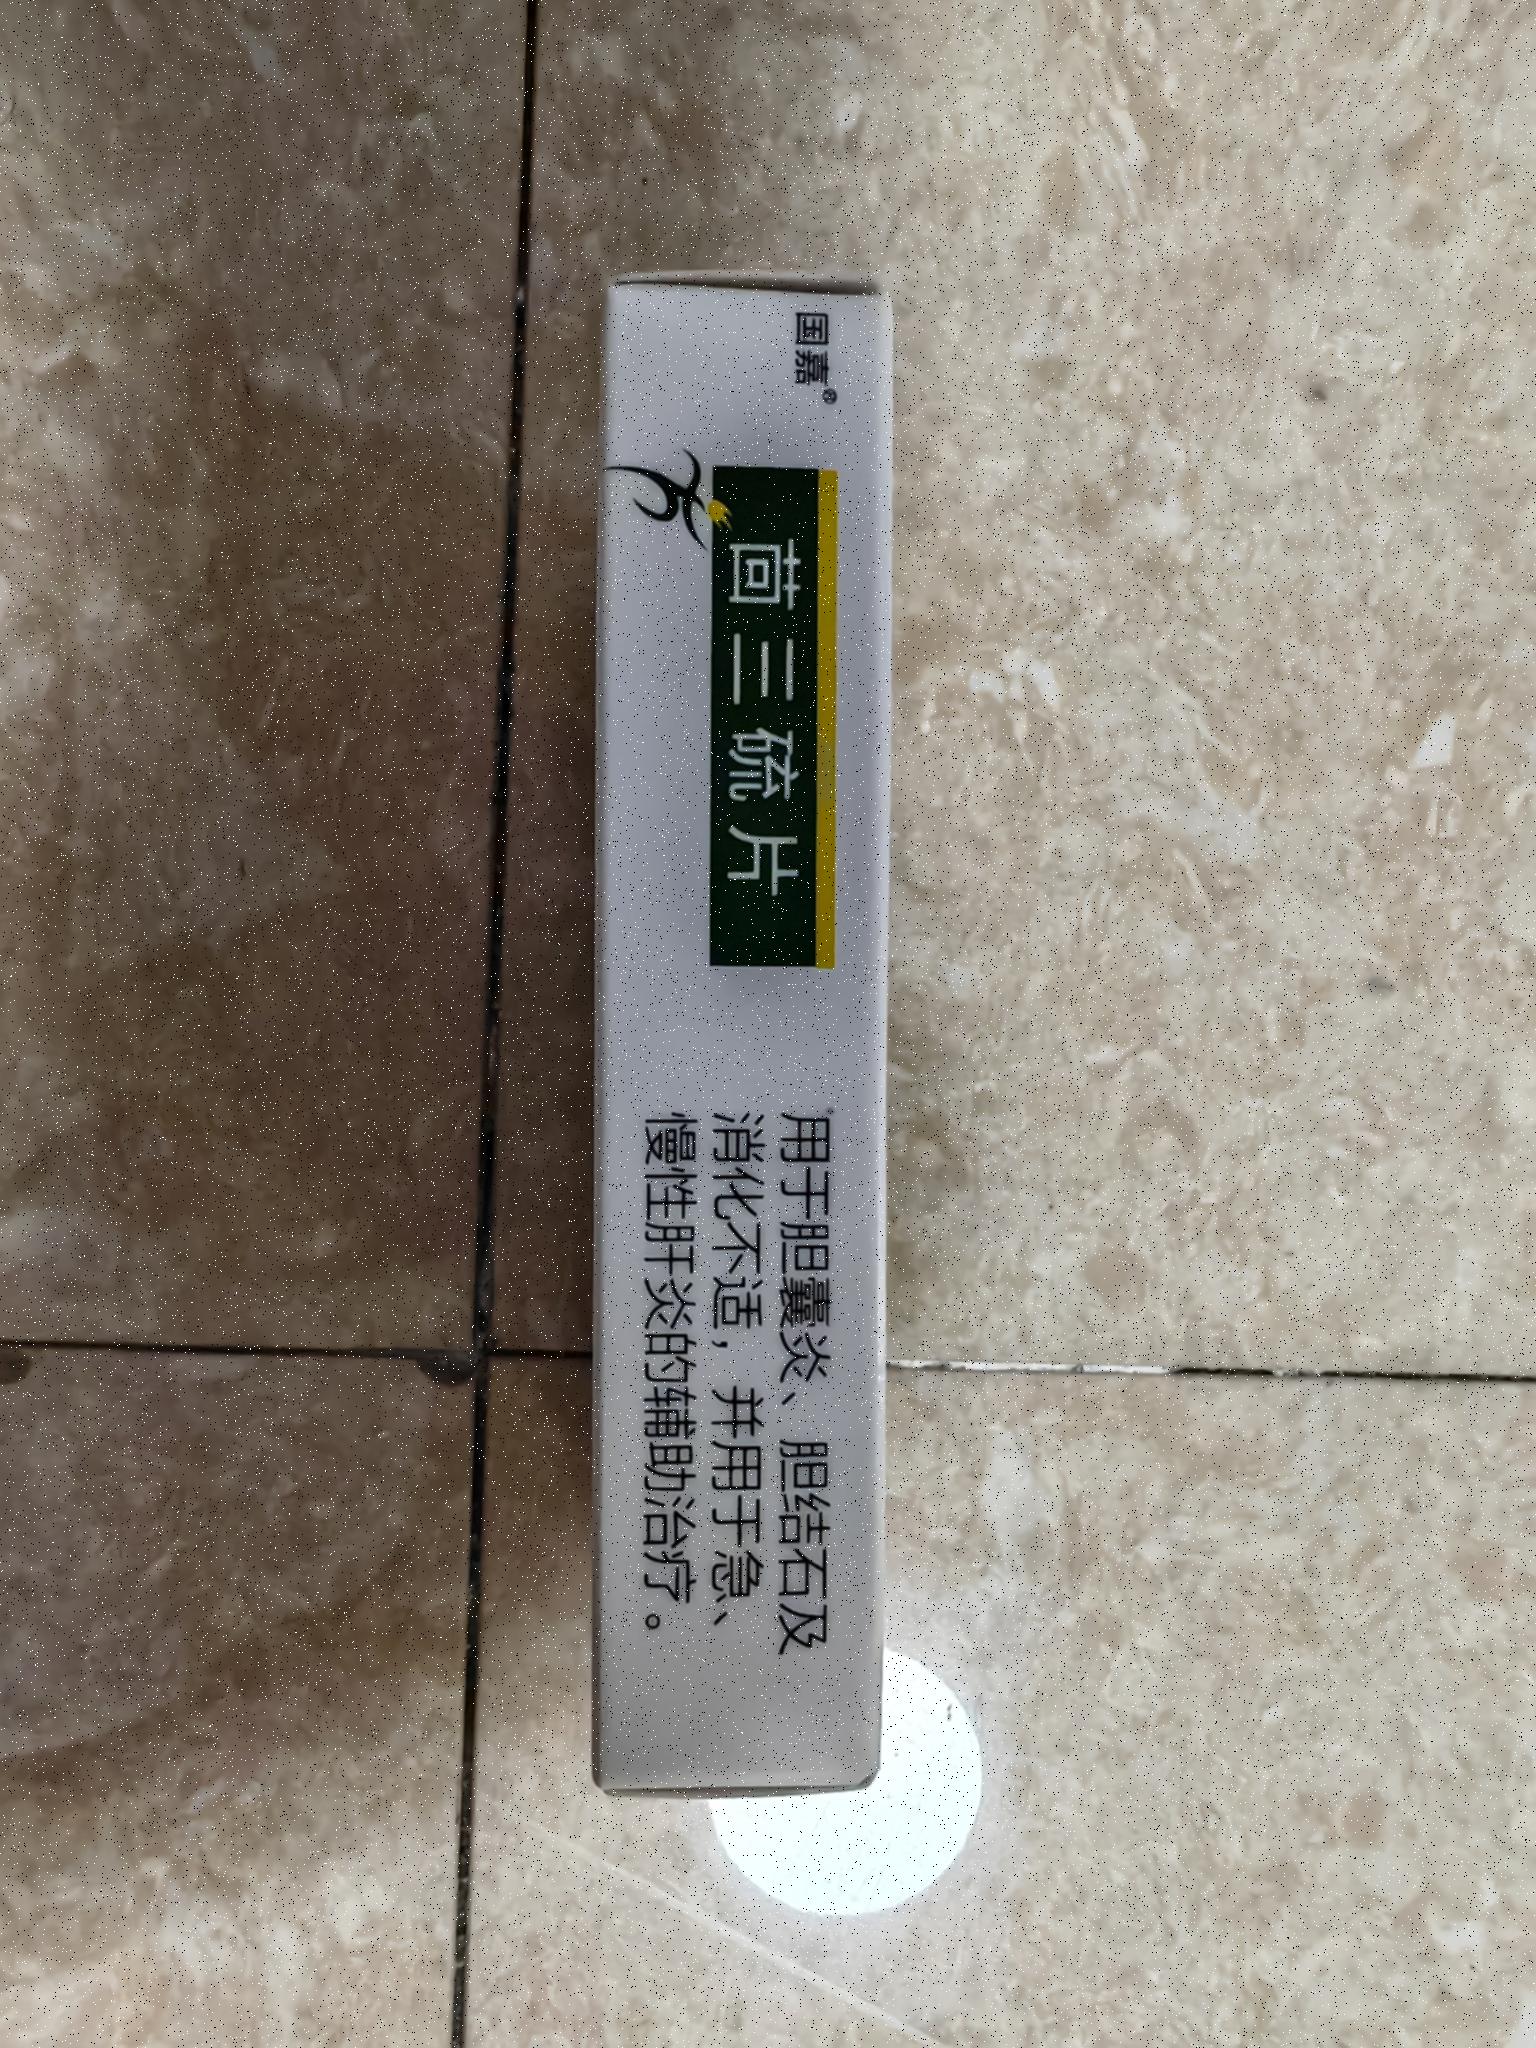 国嘉®
茴三硫片
用于胆囊炎、胆结石及
消化不适，并用于急、
慢性肝炎的辅助治疗。